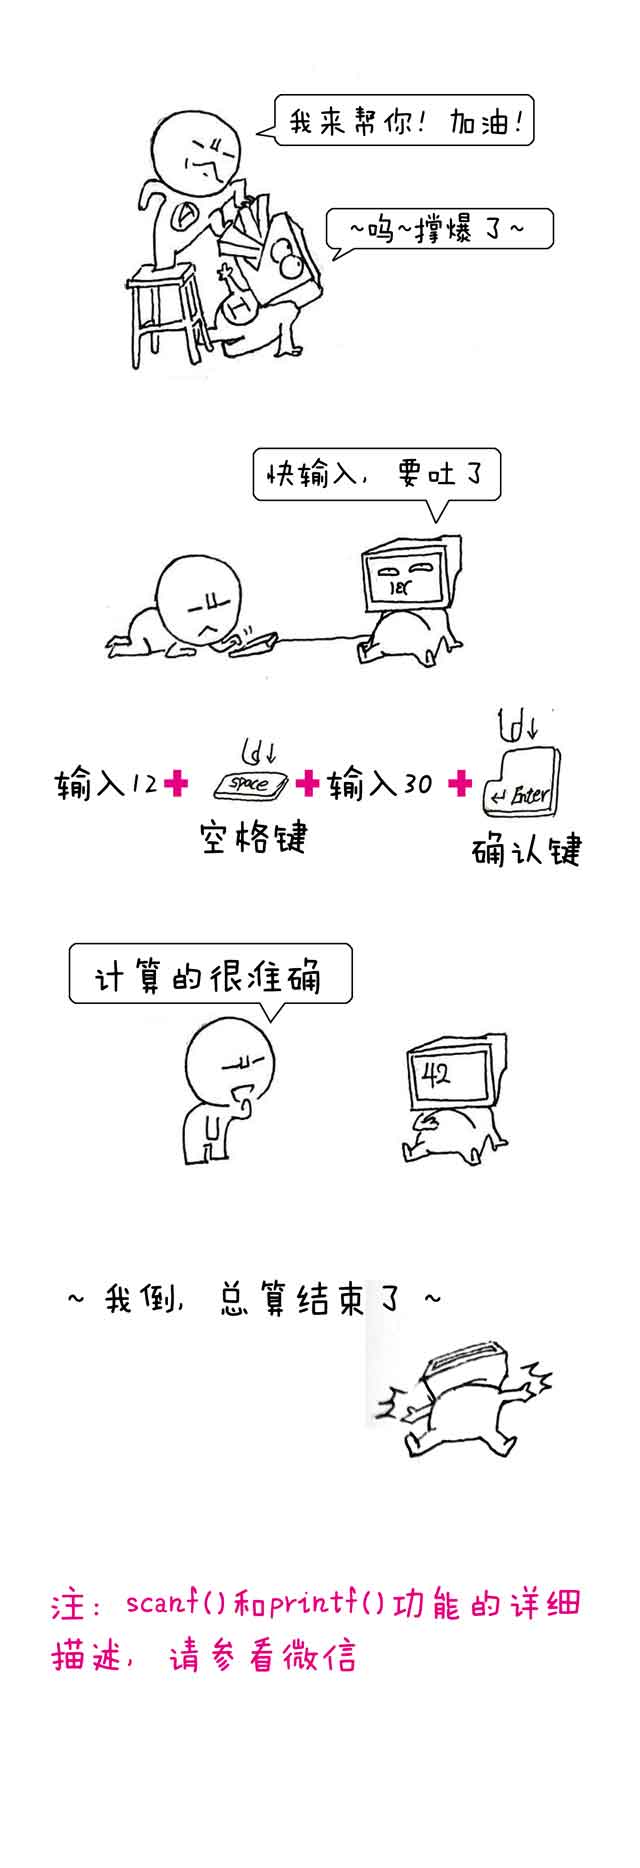 我来帮你！加油！
~呜~撑爆了~
快输入，要吐了
输入12+ space +输入30 + ↵ Enter
空格键
确认键
计算的很准确
42
~我倒，总算结束了~
注：scanf()和printf()功能的详细
描述，请参看微信